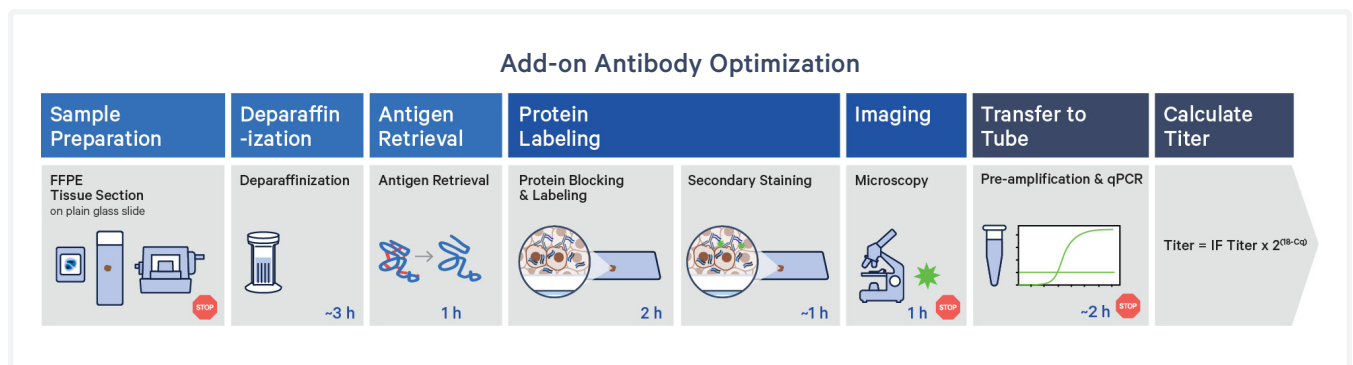 Add-on Antibody Optimization
Sample
Preparation
Deparaffin
-ization
Antigen
Retrieval
Protein
Labeling
Imaging
Transfer to
Tube
Calculate
Titer
FFPE
Tissue Section
on plain glass slide
STOP
Deparaffinization
~3 h
Antigen Retrieval
1 h
Protein Blocking
& Labeling
2 h
Secondary Staining
~1 h
Microscopy
1 h
STOP
Pre-amplification & qPCR
~2 h
STOP
Titer = IF Titer x 2^(18-Cq)